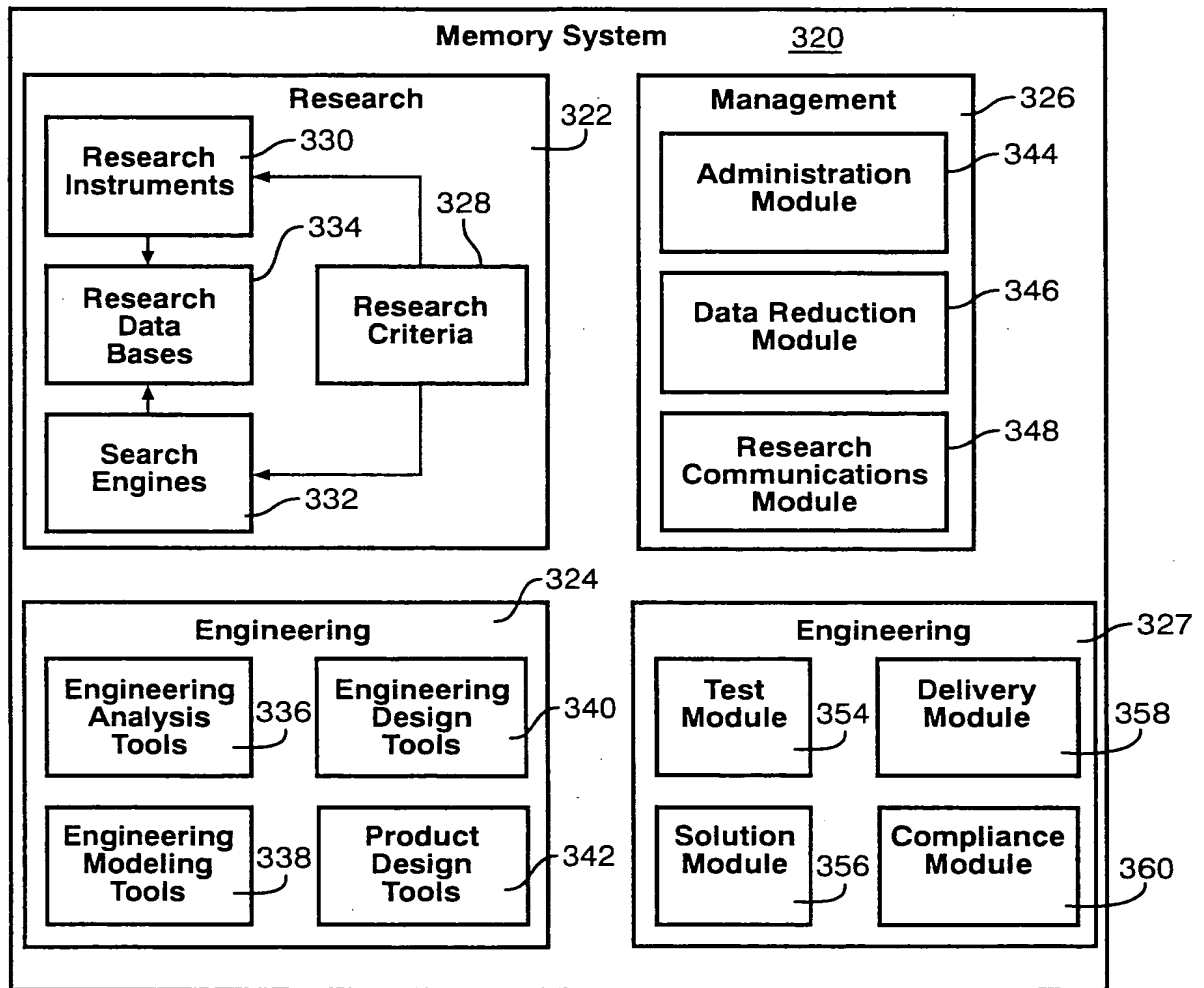 Memory System 320
Research
322
330
Research
Instruments
334
328
Research
Data
Bases
Research
Criteria
Search
Engines
332
Management
326
Administration
Module
344
Data Reduction
Module
346
Research
Communications
Module
348
324
Engineering
Engineering
Analysis
Tools
336
Engineering
Design
Tools
340
Engineering
Modeling
Tools
338
Product
Design
Tools
342
Engineering
327
Test
Module
354
Delivery
Module
358
Solution
Module
356
Compliance
Module
360